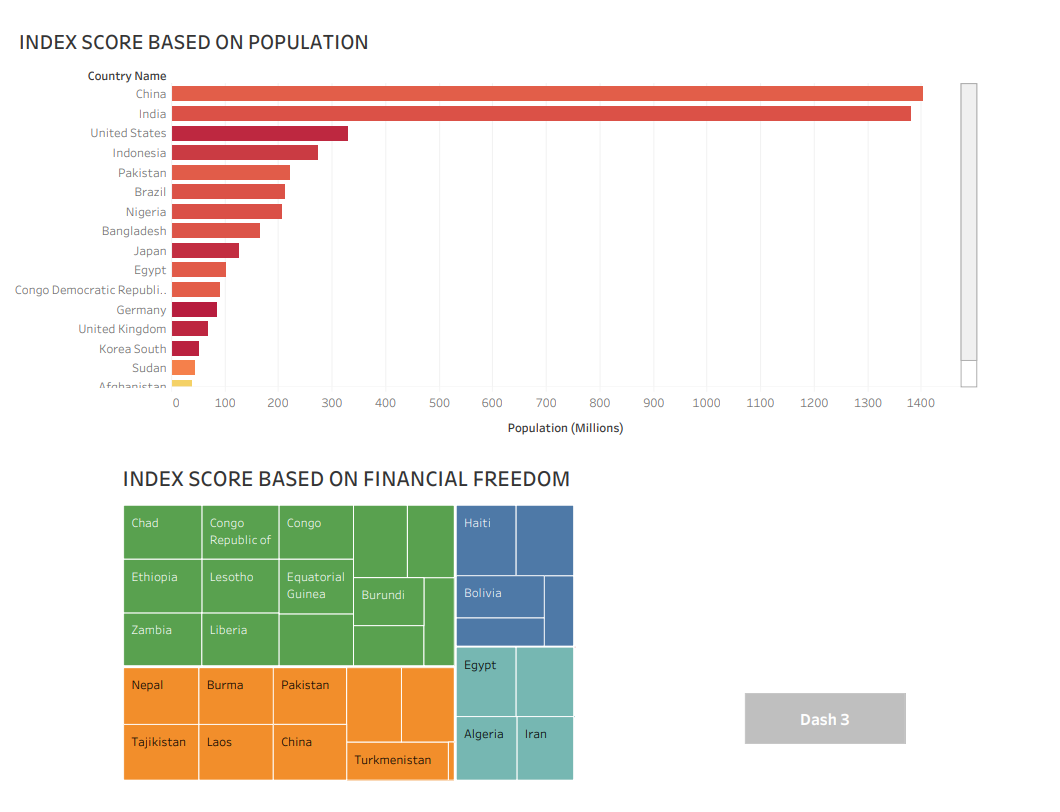 INDEX SCORE BASED ON POPULATION
Country Name
China
India
United States
Indonesia
Pakistan
Brazil
Nigeria
Bangladesh
Japan
Egypt
Congo Democratic Republi..
Germany
United Kingdom
Korea South
Sudan
Afghanistan
0 100 200 300 400 500 600 700 800 900 1000 1100 1200 1300 1400
Population (Millions)
INDEX SCORE BASED ON FINANCIAL FREEDOM
Chad
Congo
Republic of
Congo
Ethiopia
Lesotho
Equatorial
Guinea
Burundi
Zambia
Liberia
Haiti
Bolivia
Nepal
Burma
Pakistan
Tajikistan
Laos
China
Turkmenistan
Egypt
Algeria
Iran
Dash 3